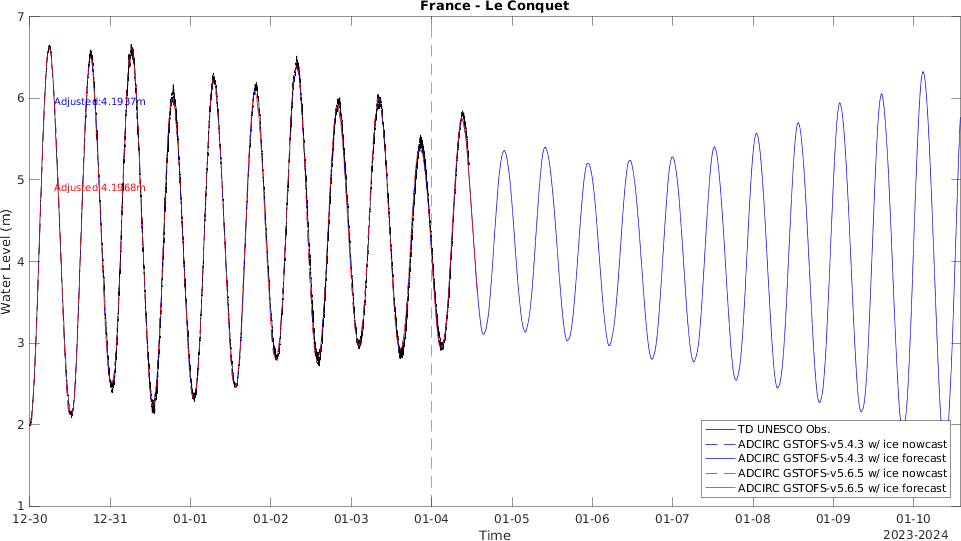 France - Le Conquet
7
6
5
4
3
2
1
Water Level (m)
Adjusted:4.1937m
Adjusted:4.1968m
TD UNESCO Obs.
ADCIRC GSTOFS-v5.4.3 w/ ice nowcast
ADCIRC GSTOFS-v5.4.3 w/ ice forecast
ADCIRC GSTOFS-v5.6.5 w/ ice nowcast
ADCIRC GSTOFS-v5.6.5 w/ ice forecast
12-30 12-31 01-01 01-02 01-03 01-04 01-05 01-06 01-07 01-08 01-09 01-10
Time
2023-2024